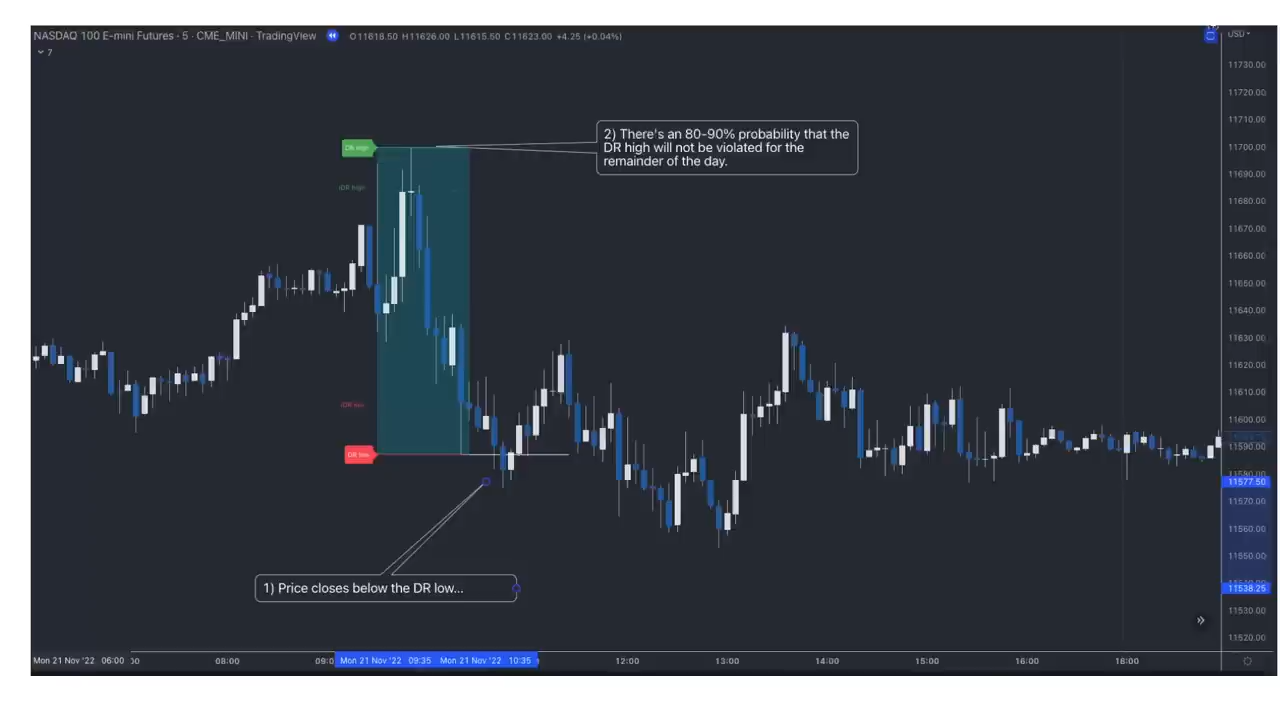 NASDAQ 100 E-mini Futures · 5 · CME_MINI · TradingView O11618.50 H11626.00 L11615.50 C11623.00 +4.25 (+0.04%)
USD
7
11730.00
11720.00
11710.00
2) There's an 80-90% probability that the
DR high will not be violated for the
remainder of the day.
DR high
11700.00
11690.00
iDR high
11680.00
11670.00
11660.00
11650.00
11640.00
11630.00
11620.00
11610.00
iDR low
11600.00
11590.00
DR low
11580.00
11577.50
11570.00
11560.00
11550.00
1) Price closes below the DR low...
11538.25
11530.00
11520.00
Mon 21 Nov '22 06:00 08:00 Mon 21 Nov '22 09:35 Mon 21 Nov '22 10:35 12:00 13:00 14:00 15:00 16:00 18:00